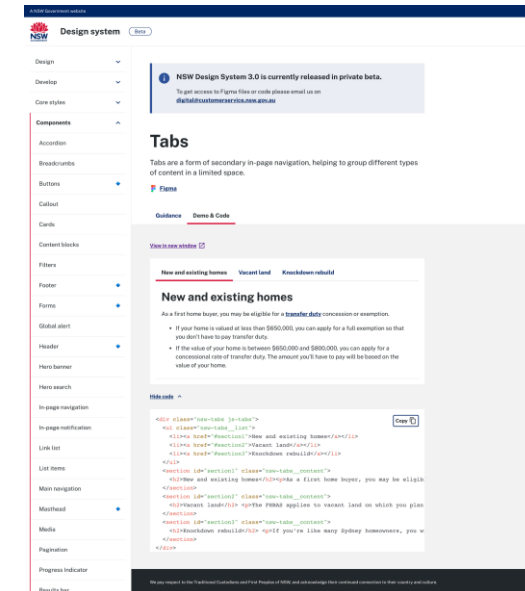 A NSW Government website
NSW
Design system
Beta
Design
Develop
Core styles
Components
Accordion
Breadcrumbs
Buttons
Callout
Cards
Content blocks
Filters
Footer
Forms
Global alert
Header
Hero banner
Hero search
In-page navigation
In-page notification
Link list
List items
Main navigation
Masthead
Media
Pagination
Progress indicator
Results bar
NSW Design System 3.0 is currently released in private beta.
To get access to Figma files or code please email us on
digital@customerservice.nsw.gov.au
Tabs
Tabs are a form of secondary in-page navigation, helping to group different types
of content in a limited space.
Figma
Guidance Demo & Code
View in new window
New and existing homes Vacant land Knockdown rebuild
New and existing homes
As a first home buyer, you may be eligible for a transfer duty concession or exemption.
• If your home is valued at less than $650,000, you can apply for a full exemption so that
you don't have to pay transfer duty.
• If the value of your home is between $650,000 and $800,000, you can apply for a
concessional rate of transfer duty. The amount you'll have to pay will be based on the
value of your home.
Hide code
Copy
<div class="nsw-tabs js-tabs">
<ul class="nsw-tabs__list">
<li><a href="#section1">New and existing homes</a></li>
<li><a href="#section2">Vacant land</a></li>
<li><a href="#section3">Knockdown rebuild</a></li>
</ul>
<section id="section1" class="nsw-tabs__content">
<h2>New and existing homes</h2><p>As a first home buyer, you may be eligib
</section>
<section id="section2" class="nsw-tabs__content">
<h2>Vacant land</h2> <p>The FHBAS applies to vacant land on which you plan
</section>
<section id="section3" class="nsw-tabs__content">
<h2>Knockdown rebuild</h2> <p>If you're like many Sydney homeowners, you w
</section>
</div>
We pay respect to the Traditional Custodians and First Peoples of NSW, and acknowledge their continued connection to their country and culture.